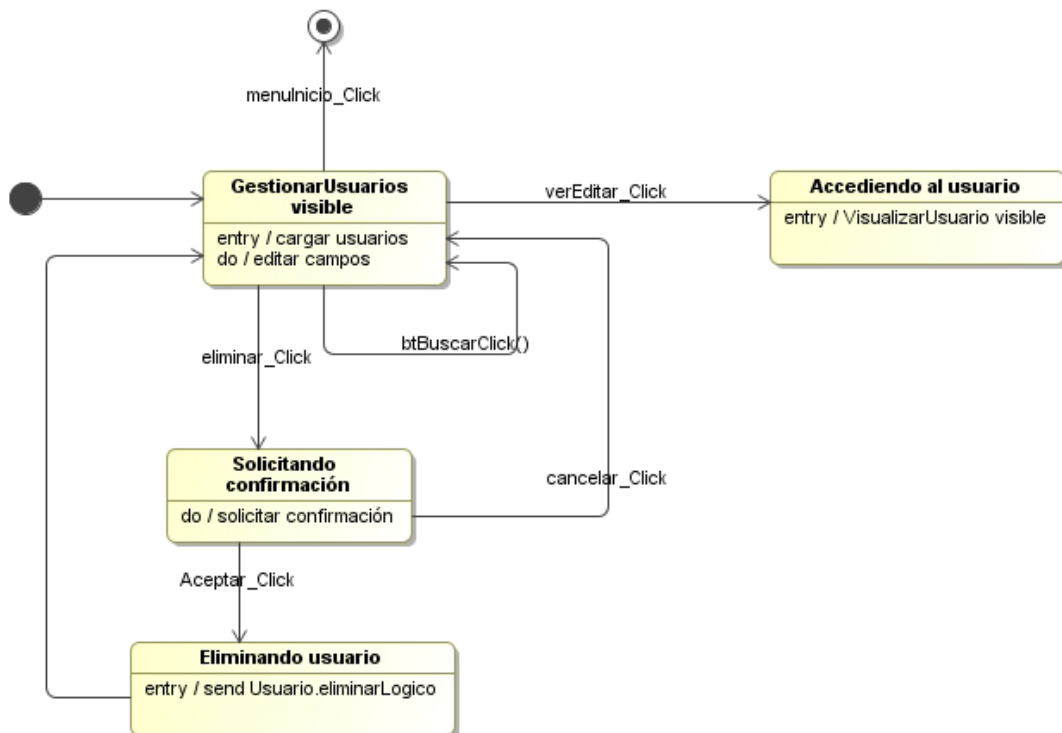 menuInicio_Click
GestionarUsuarios
visible
entry / cargar usuarios
do / editar campos
verEditar_Click
Accediendo al usuario
entry / VisualizarUsuario visible
btBuscarClick()
eliminar_Click
Solicitando
confirmación
do / solicitar confirmación
cancelar_Click
Aceptar_Click
Eliminando usuario
entry / send Usuario.eliminarLogico